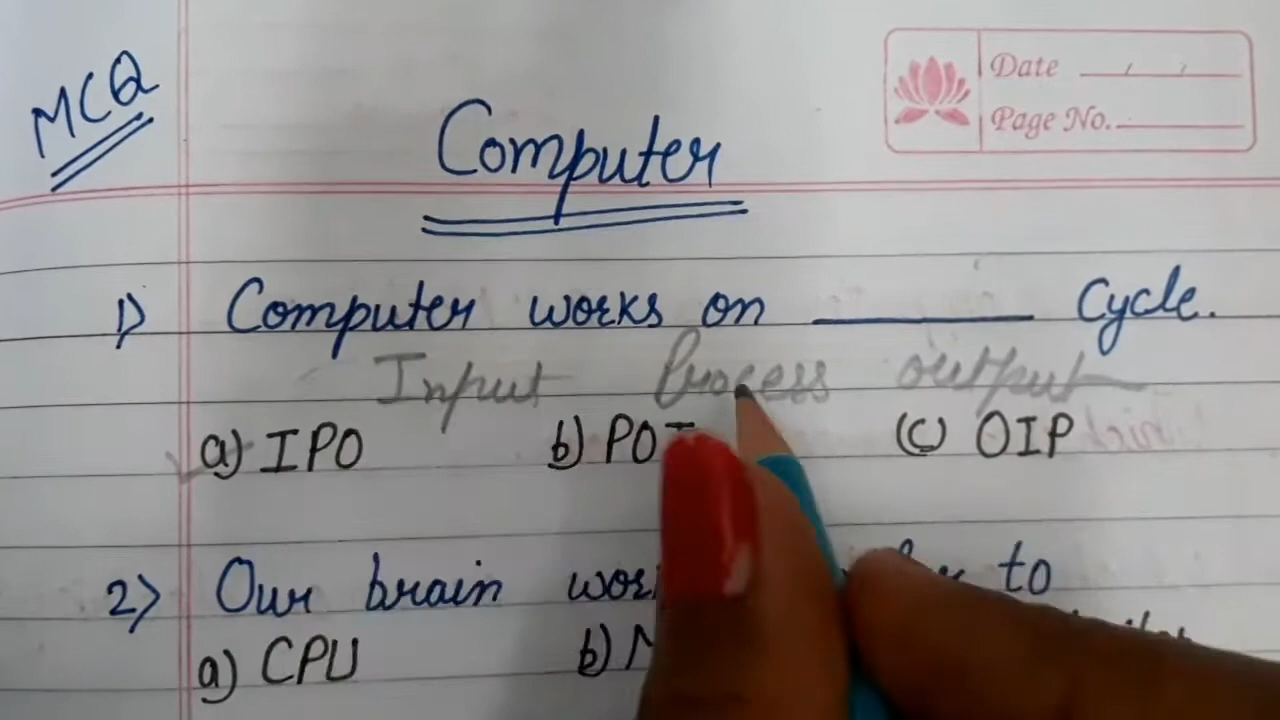 MCQ
Date
Page No.
Computer
1) Computer works on ______ Cycle.
Input Process output
a) IPO b) POI (C) OIP
2) Our brain to
a) CPU b)